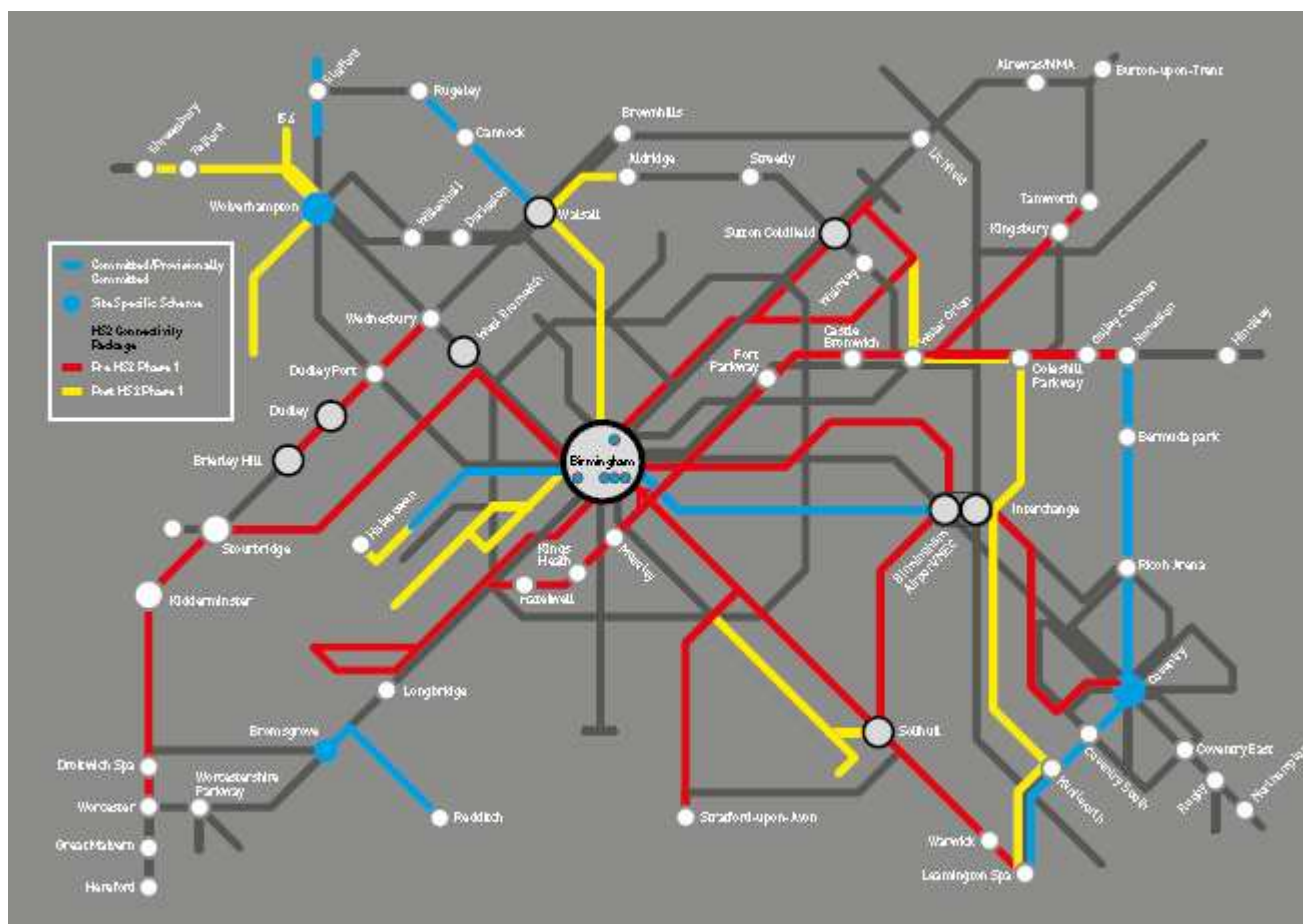 Stafford
Rugeley
Cannock
Brownhills
Alrewas/NMA
Burton-upon-Trent
Shrewsbury
Telford
i54
Aldridge
Streetly
Lichfield
Wolverhampton
Willenhall
Darlaston
Walsall
Sutton Coldfield
Tamworth
Kingsbury
Walmley
Committed/Provisionally
Committed
Site Specific Scheme
HS2 Connectivity
Package
Pre HS2 Phase 1
Post HS2 Phase 1
Wednesbury
West Bromwich
Dudley Port
Dudley
Brierley Hill
Fort
Parkway
Castle
Bromwich
Water Orton
Coleshill
Parkway
Nuneaton
Hinckley
Bermuda park
Birmingham
Halesowen
Stourbridge
Kings
Heath
Moseley
Hazelwell
Birmingham
Airport/NEC
Interchange
Ricoh Arena
Kidderminster
Coventry
Longbridge
Bromsgrove
Solihull
Coventry East
Coventry South
Kenilworth
Rugby
Northampton
Droitwich Spa
Worcestershire
Parkway
Worcester
Redditch
Stratford-upon-Avon
Great Malvern
Warwick
Leamington Spa
Hereford